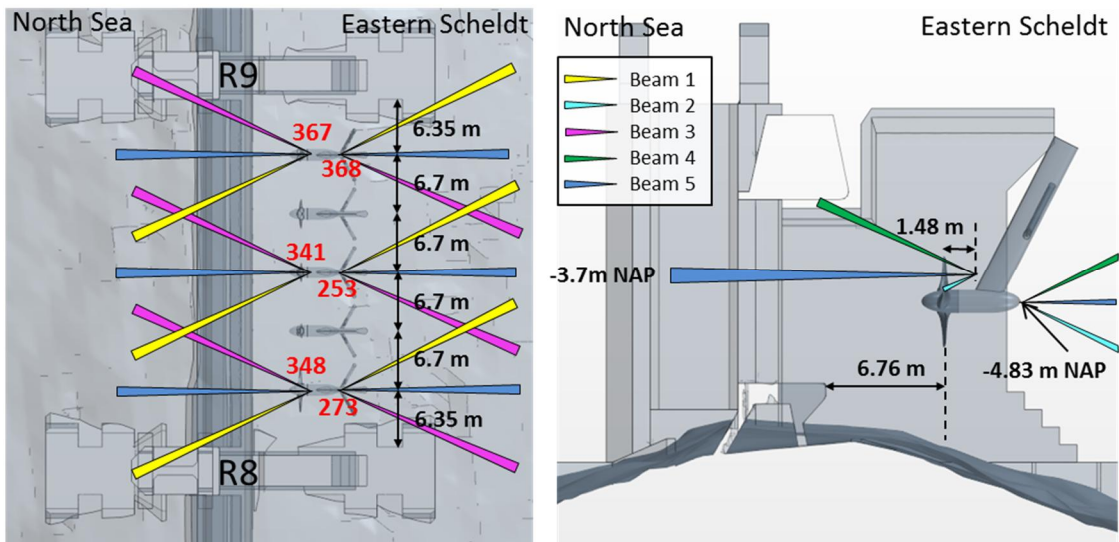 North Sea
Eastern Scheldt
R9
367
368
6.35 m
6.7 m
6.7 m
341
253
6.7 m
6.7 m
348
273
6.35 m
R8
North Sea
Eastern Scheldt
Beam 1
Beam 2
Beam 3
Beam 4
Beam 5
1.48 m
-3.7m NAP
6.76 m
-4.83 m NAP